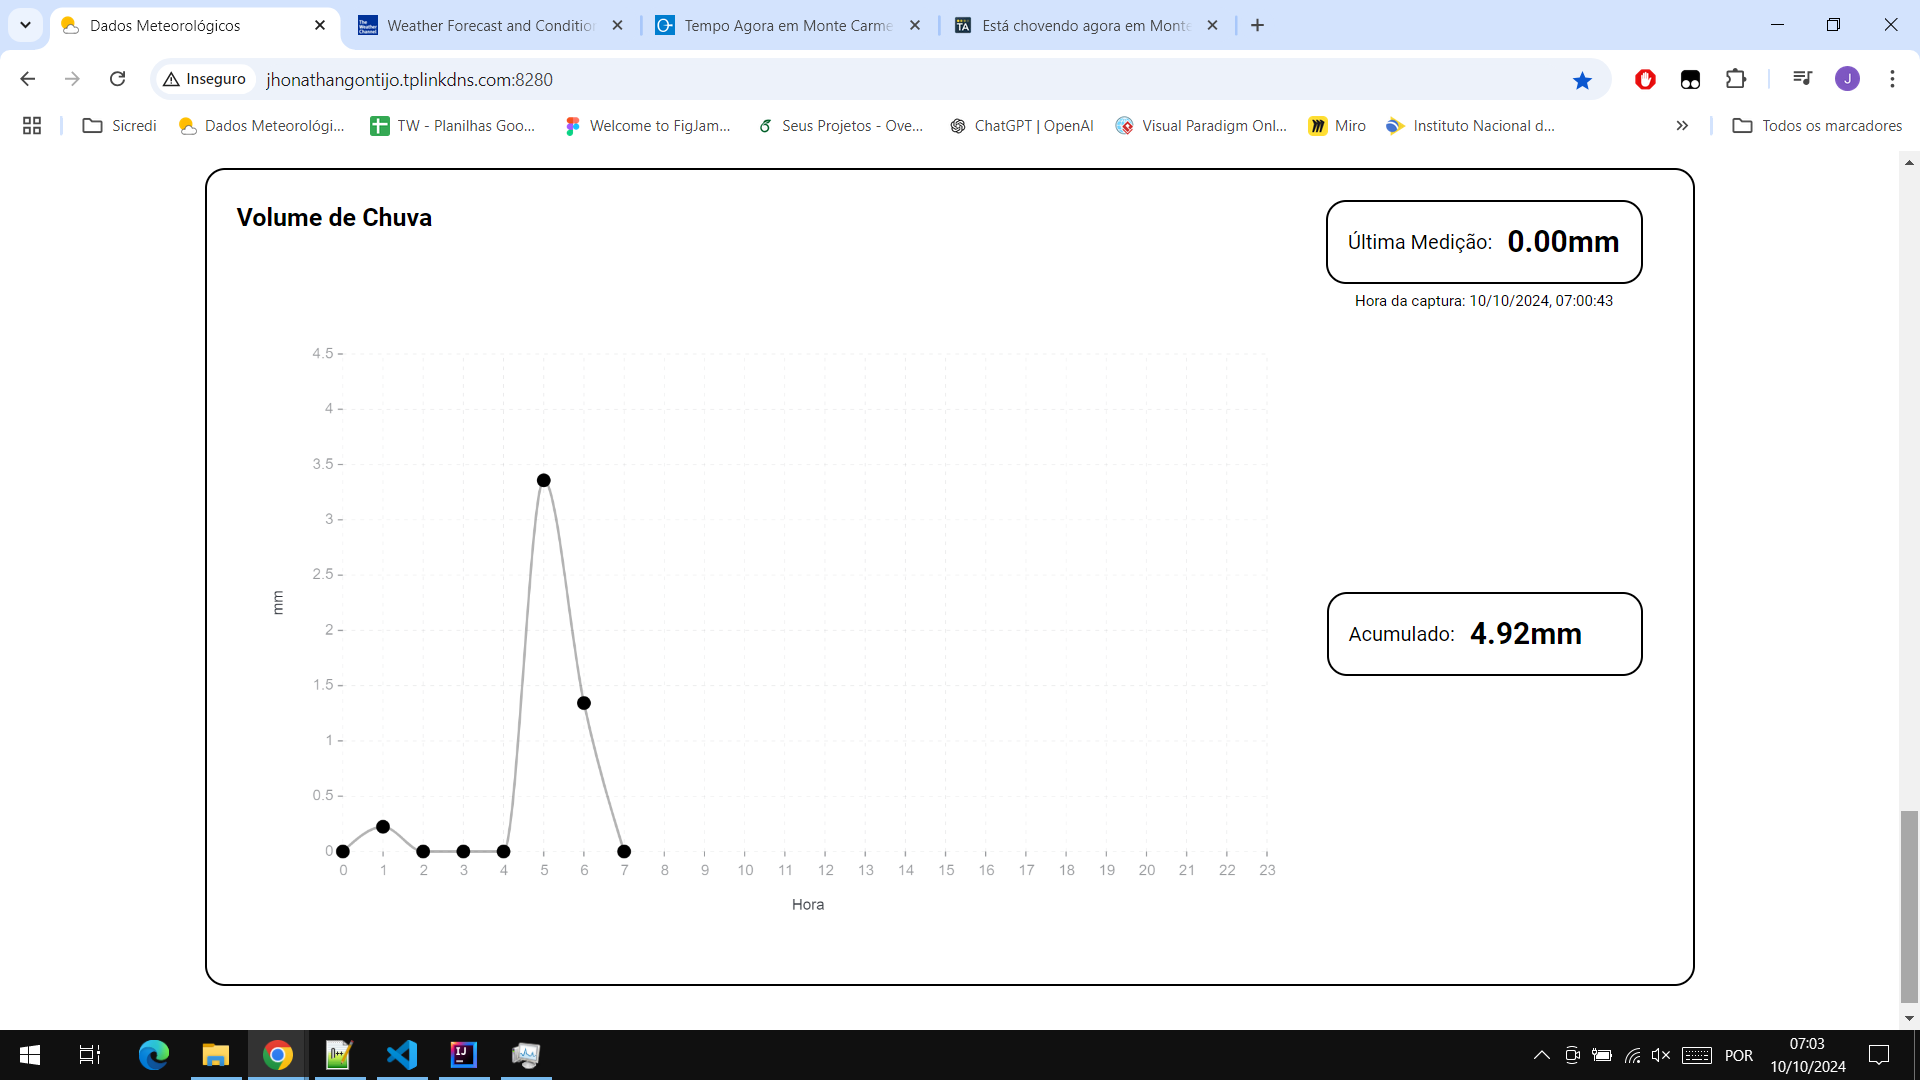 Dados Meteorológicos
Weather Forecast and Conditio
Tempo Agora em Monte Carme
Está chovendo agora em Monte
Inseguro
jhonathangontijo.tplinkdns.com:8280
J
Sicredi
Dados Meteorológi...
TW - Planilhas Goo...
Welcome to FigJam...
Seus Projetos - Ove...
ChatGPT | OpenAI
Visual Paradigm Onl...
Miro
Instituto Nacional d...
Todos os marcadores
Volume de Chuva
Última Medição: 0.00mm
Hora da captura: 10/10/2024, 07:00:43
4.5
4
3.5
3
2.5
2
1.5
1
0.5
0
mm
0 1 2 3 4 5 6 7 8 9 10 11 12 13 14 15 16 17 18 19 20 21 22 23
Hora
Acumulado: 4.92mm
POR
07:03
10/10/2024